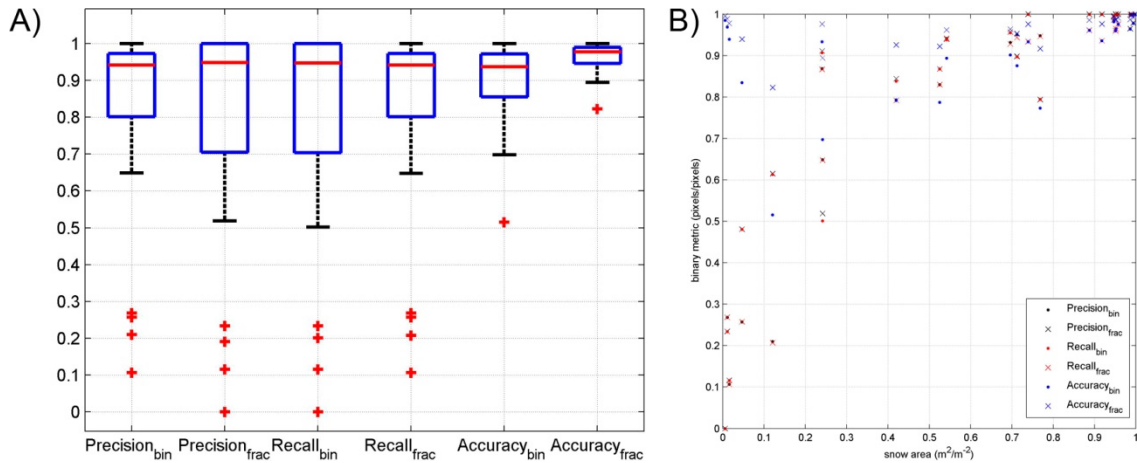 A)
1
0.9
0.8
0.7
0.6
0.5
0.4
0.3
0.2
0.1
0
Precision_bin Precision_frac Recall_bin Recall_frac Accuracy_bin Accuracy_frac
B)
binary metric (pixels/pixels)
1
0.9
0.8
0.7
0.6
0.5
0.4
0.3
0.2
0.1
0
Precision_bin
Precision_frac
Recall_bin
Recall_frac
Accuracy_bin
Accuracy_frac
0 0.1 0.2 0.3 0.4 0.5 0.6 0.7 0.8 0.9 1
snow area (m²/m⁻²)